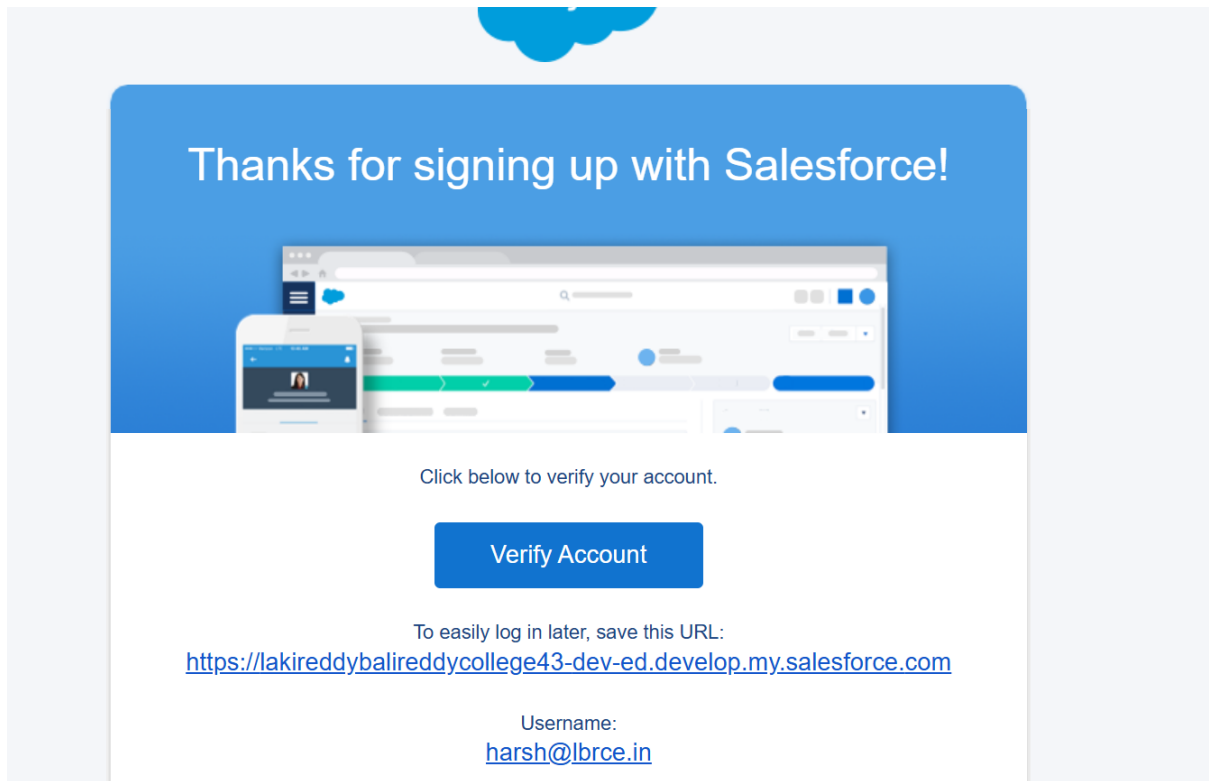 Thanks for signing up with Salesforce!
Click below to verify your account.
Verify Account
To easily log in later, save this URL:
https://lakireddybalireddycollege43-dev-ed.develop.my.salesforce.com
Username:
harsh@lbrce.in